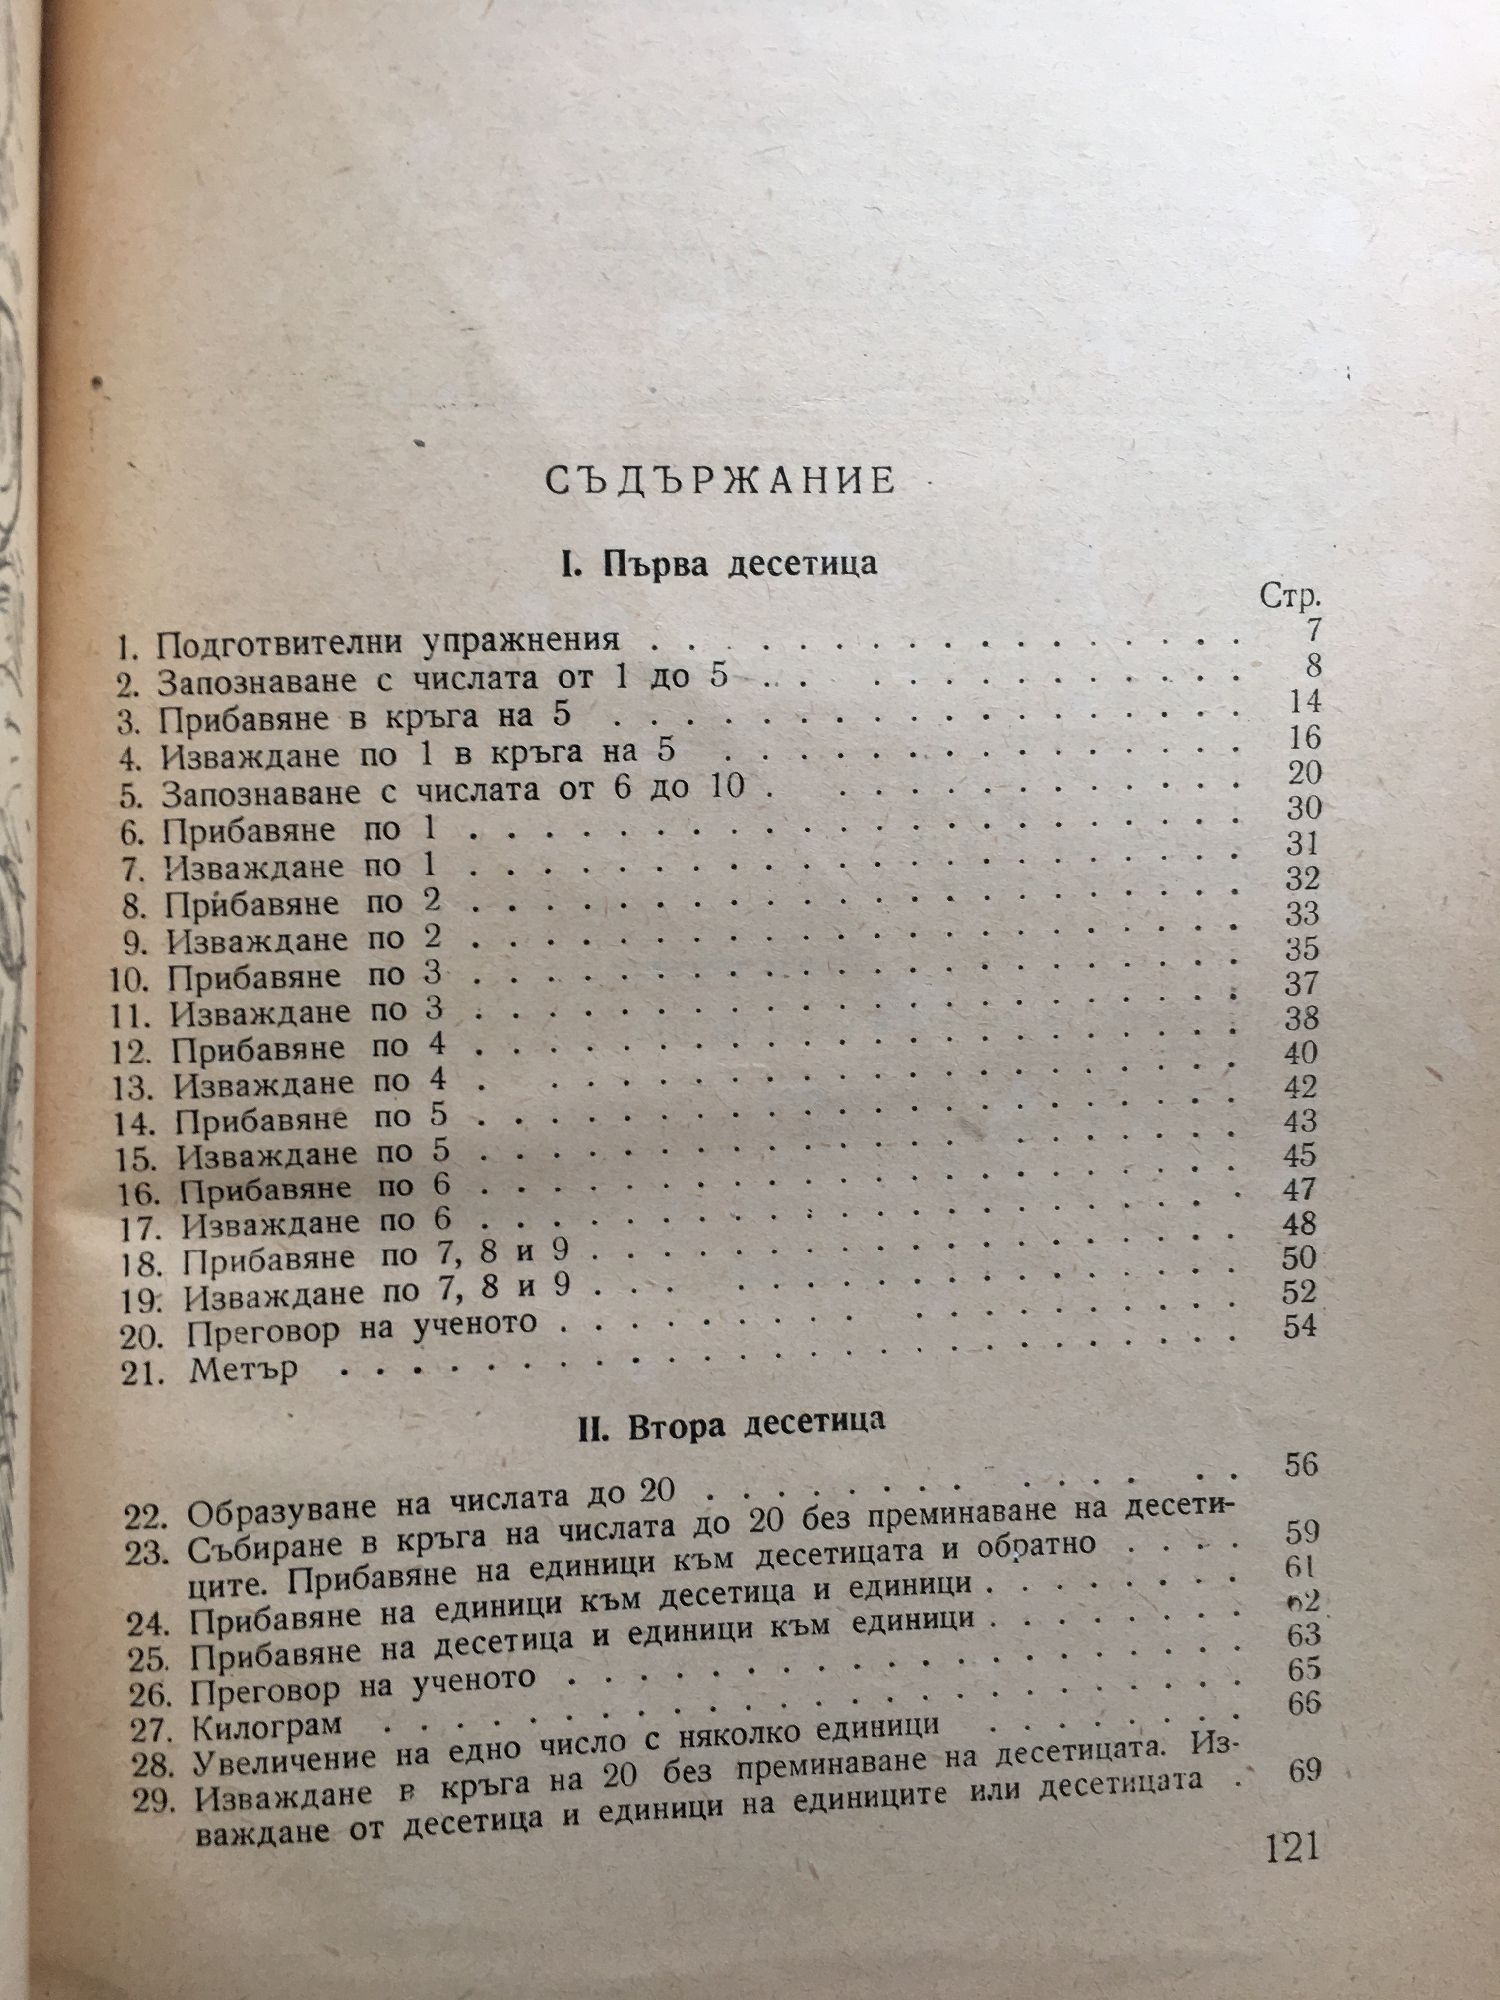 СЪДЪРЖАНИЕ
I. Първа десетица
Стр.
1. Подготвителни упражнения . . . . . . . . . . . . . . . . 7
2. Запознаване с числата от 1 до 5 . . . . . . . . . . . . . 8
3. Прибавяне в кръга на 5 . . . . . . . . . . . . . . . . . 14
4. Изваждане по 1 в кръга на 5 . . . . . . . . . . . . . . 16
5. Запознаване с числата от 6 до 10 . . . . . . . . . . . . 20
6. Прибавяне по 1 . . . . . . . . . . . . . . . . . . . . . 30
7. Изваждане по 1 . . . . . . . . . . . . . . . . . . . . . 31
8. Прибавяне по 2 . . . . . . . . . . . . . . . . . . . . . 32
9. Изваждане по 2 . . . . . . . . . . . . . . . . . . . . . 33
10. Прибавяне по 3 . . . . . . . . . . . . . . . . . . . . . 35
11. Изваждане по 3 . . . . . . . . . . . . . . . . . . . . . 37
12. Прибавяне по 4 . . . . . . . . . . . . . . . . . . . . . 38
13. Изваждане по 4 . . . . . . . . . . . . . . . . . . . . 40
14. Прибавяне по 5 . . . . . . . . . . . . . . . . . . . . . 42
15. Изваждане по 5 . . . . . . . . . . . . . . . . . . . . . 43
16. Прибавяне по 6 . . . . . . . . . . . . . . . . . . . . . 45
17. Изваждане по 6 . . . . . . . . . . . . . . . . . . . . . 47
18. Прибавяне по 7, 8 и 9 . . . . . . . . . . . . . . . . . . 48
19. Изваждане по 7, 8 и 9 . . . . . . . . . . . . . . . . . 50
20. Преговор на ученото . . . . . . . . . . . . . . . . . . 52
21. Метър . . . . . . . . . . . . . . . . . . . . . . . . . 54
II. Втора десетица
22. Образуване на числата до 20 . . . . . . . . . . . . . . 56
23. Събиране в кръга на числата до 20 без преминаване на десети-
ците. Прибавяне на единици към десетицата и обратно . . . . 59
24. Прибавяне на единици към десетица и единици . . . . . . . 61
25. Прибавяне на десетица и единици към единици . . . . . . . 62
26. Преговор на ученото . . . . . . . . . . . . . . . . . . 63
27. Килограм . . . . . . . . . . . . . . . . . . . . . . . 65
28. Увеличение на едно число с няколко единици . . . . . . . 66
29. Изваждане в кръга на 20 без преминаване на десетицата. Из-
важдане от десетица и единици на единиците или десетицата . 69
121